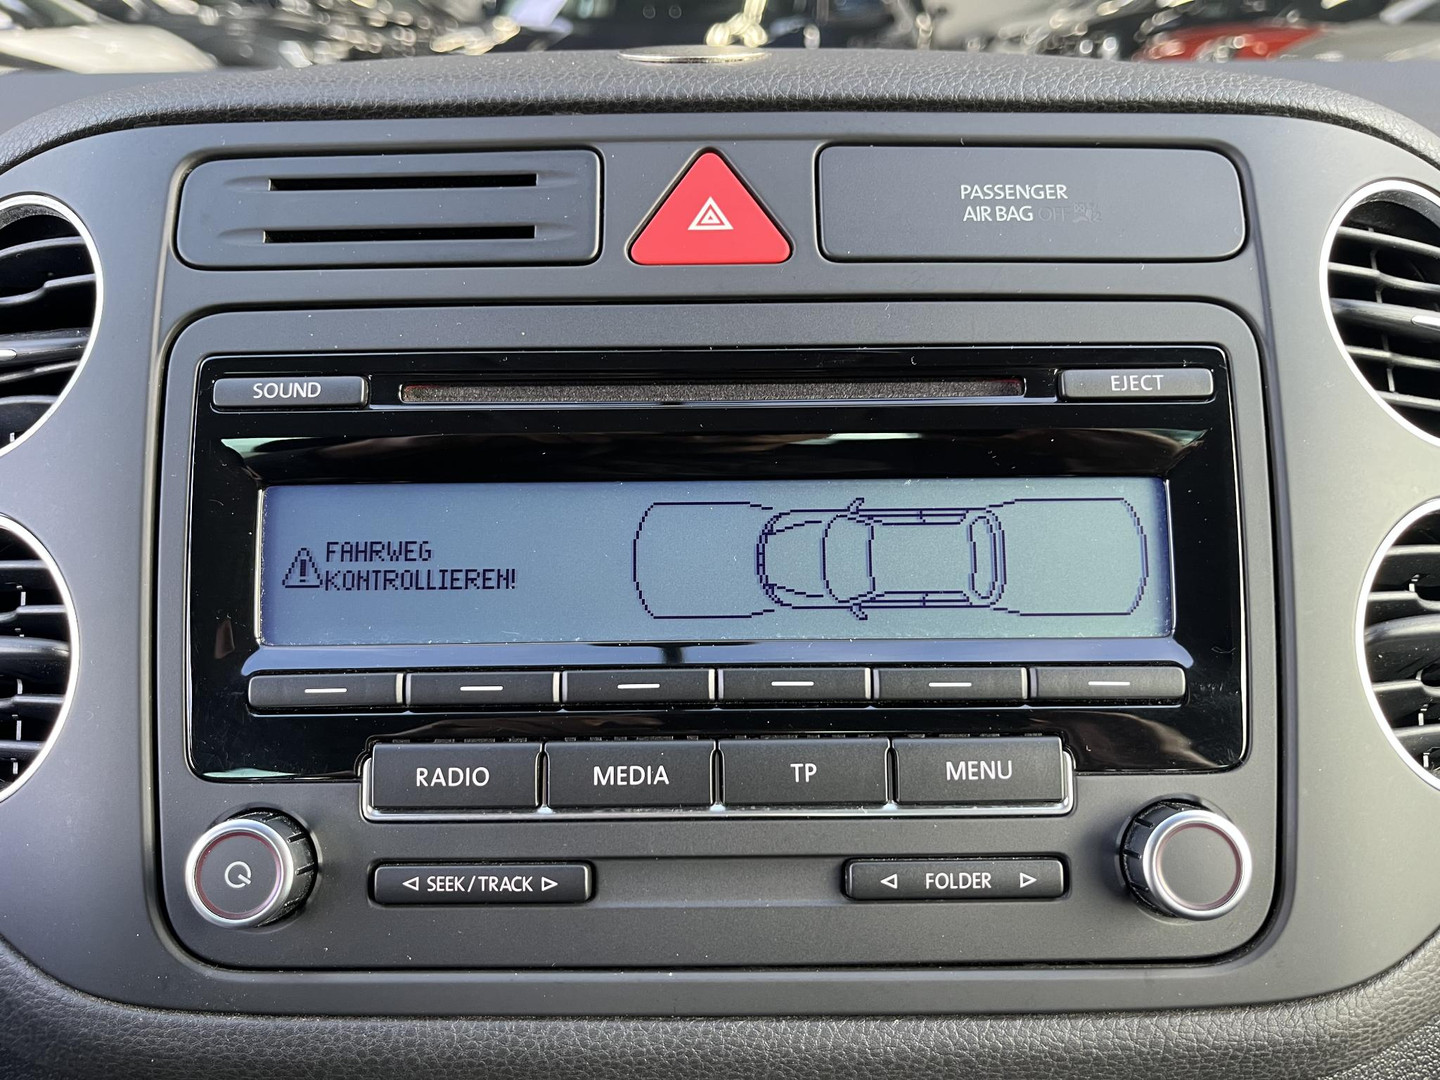 PASSENGER
AIR BAG OFF
SOUND
EJECT
FAHRWEG
KONTROLLIEREN!
RADIO
MEDIA
TP
MENU
SEEK/TRACK
FOLDER